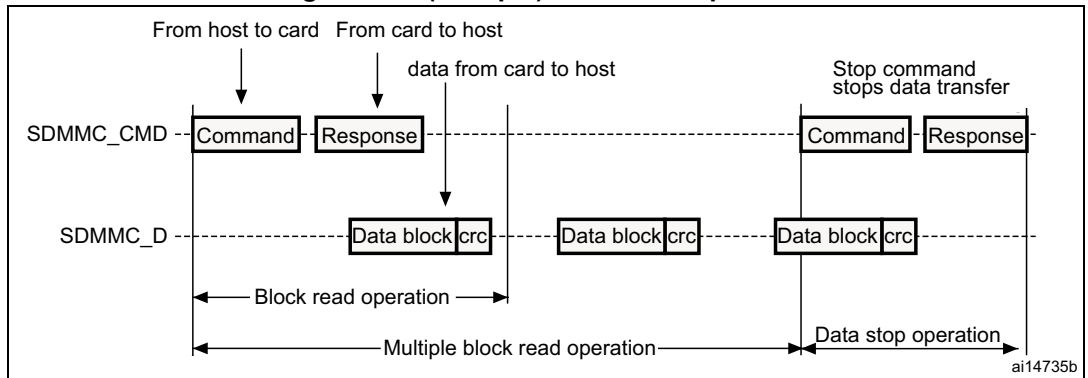 From host to card From card to host
data from card to host
Stop command
stops data transfer
SDMMC_CMD Command Response Command Response
SDMMC_D Data block crc Data block crc Data block crc
Block read operation
Data stop operation
Multiple block read operation
ai14735b